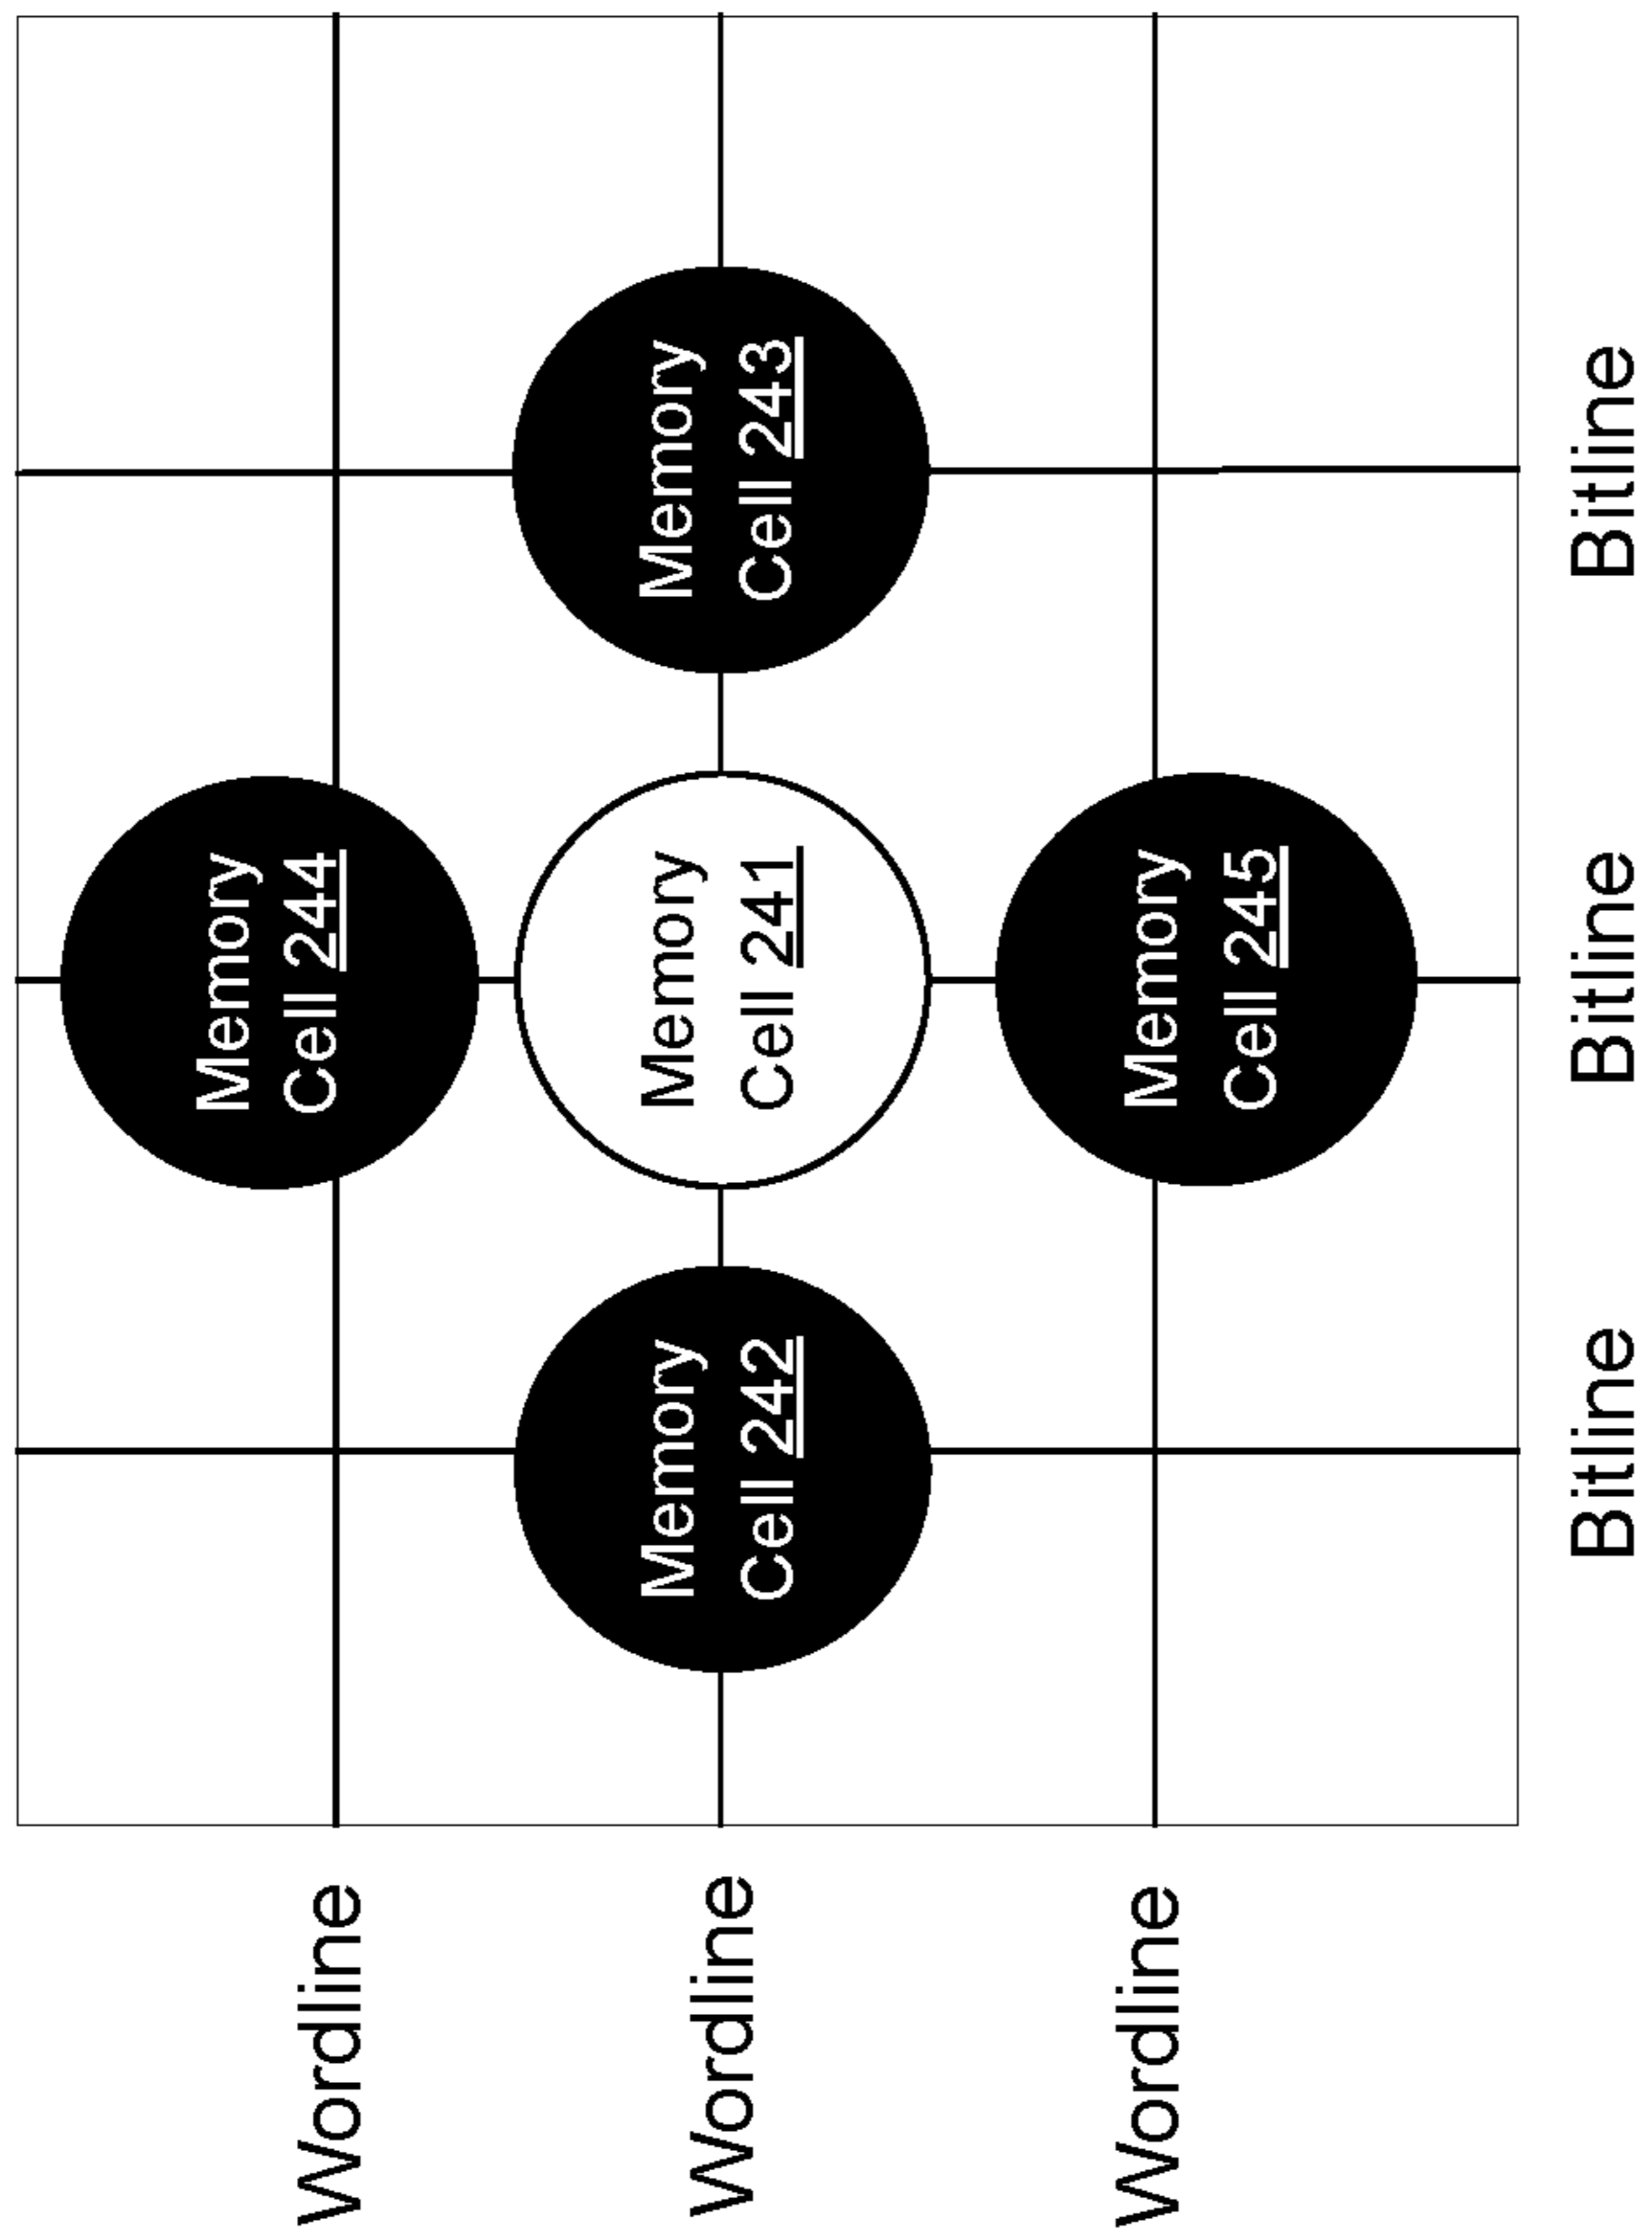 Memory
Cell 244
Wordline
Memory
Cell 242
Memory
Cell 241
Memory
Cell 243
Wordline
Memory
Cell 245
Wordline
Bitline
Bitline
Bitline